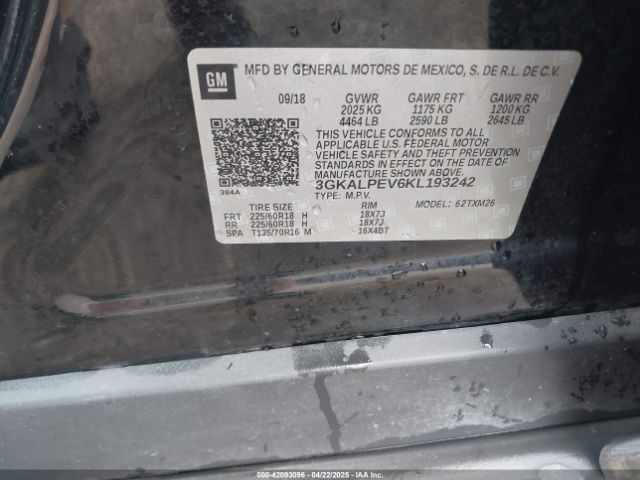 GM
MFD BY GENERAL MOTORS DE MEXICO, S. DE R.L. DE C.V.
09/18 GVWR GAWR FRT GAWR RR
2025 KG 1175 KG 1200 KG
4464 LB 2590 LB 2645 LB
THIS VEHICLE CONFORMS TO ALL
APPLICABLE U.S. FEDERAL MOTOR
VEHICLE SAFETY AND THEFT PREVENTION
STANDARDS IN EFFECT ON THE DATE OF
MANUFACTURE SHOWN ABOVE.
384A 3GKALPEV6KL193242
TYPE: M.P.V. MODEL: 62TXM26
TIRE SIZE RIM
FRT 225/60R18 H 18X7J
RR 225/60R18 H 18X7J
SPA T135/70R16 M 16X4BT
000-42093096 - 04/22/2025 - IAAI.com